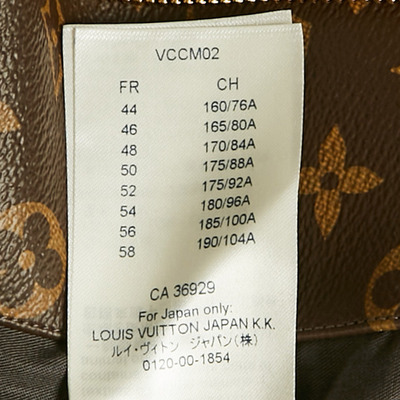 VCCM02
FR CH
44 160/76A
46 165/80A
48 170/84A
50 175/88A
52 175/92A
54 180/96A
56 185/100A
58 190/104A
CA 36929
For Japan only:
LOUIS VUITTON JAPAN K.K.
ルイ・ヴィトン ジャパン(株)
0120-00-1854